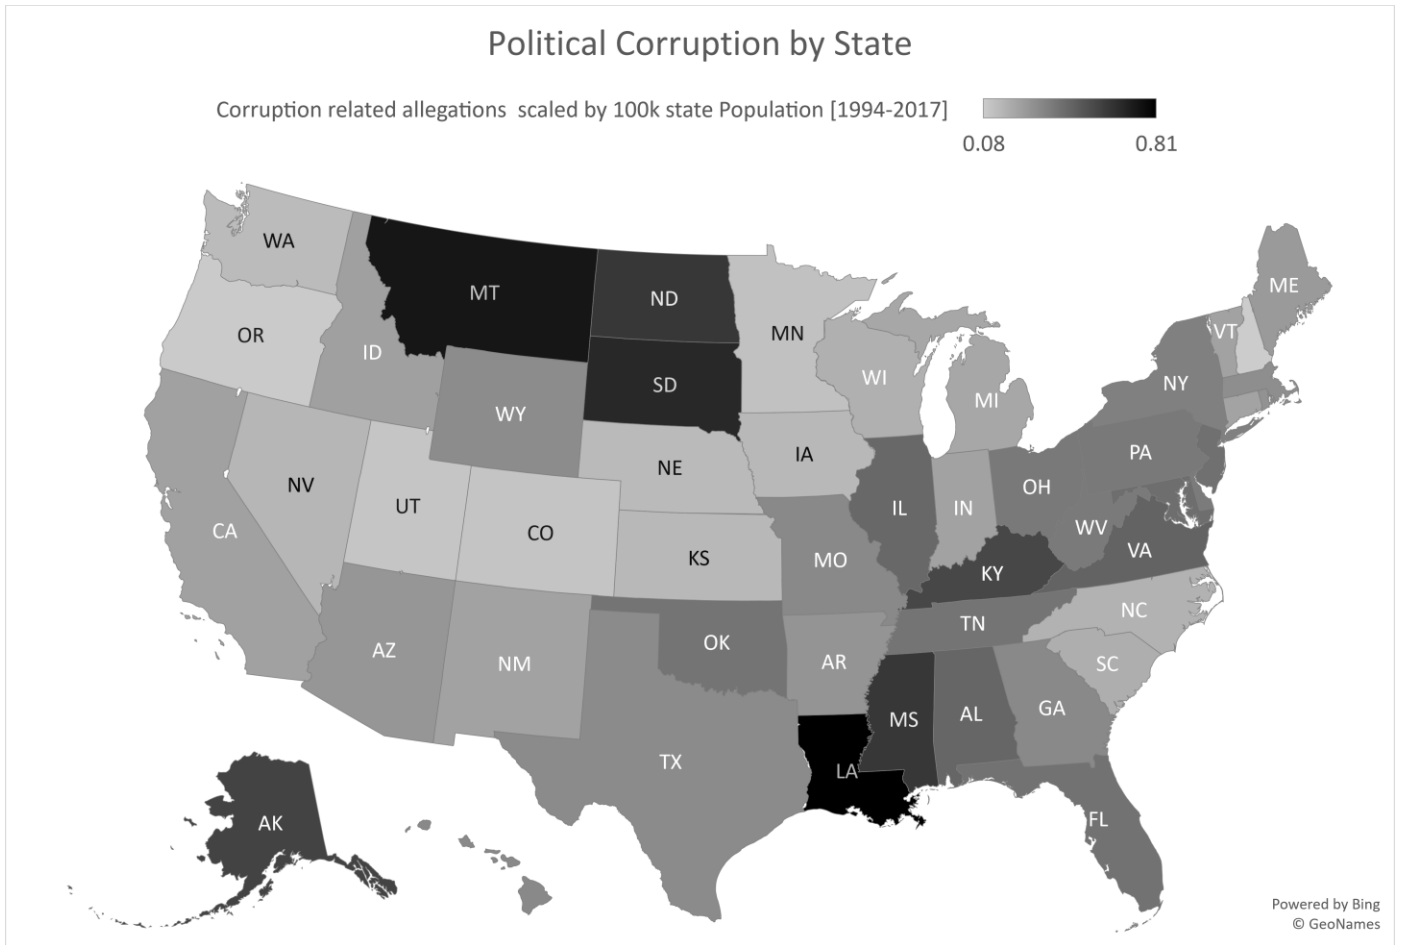 Political Corruption by State
Corruption related allegations scaled by 100k state Population [1994-2017]
0.08 0.81
WA
MT
ND
ME
OR
MN
VT
ID
SD
WI
NY
MI
WY
IA
PA
NE
NV
OH
UT
IL
IN
CA
CO
WV
VA
KS
MO
KY
NC
TN
OK
AZ
NM
AR
SC
GA
AL
MS
TX
LA
FL
AK
Powered by Bing
© GeoNames